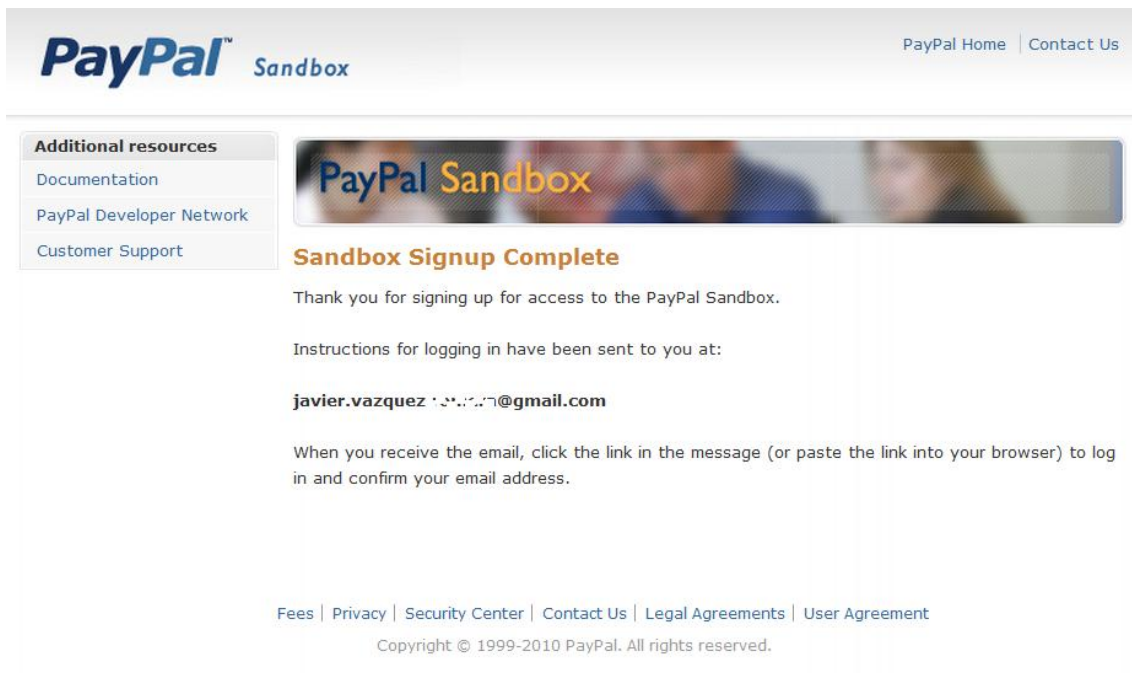 PayPal™ Sandbox
PayPal Home | Contact Us
Additional resources
Documentation
PayPal Developer Network
Customer Support
PayPal Sandbox
Sandbox Signup Complete
Thank you for signing up for access to the PayPal Sandbox.
Instructions for logging in have been sent to you at:
javier.vazquez @gmail.com
When you receive the email, click the link in the message (or paste the link into your browser) to log
in and confirm your email address.
Fees | Privacy | Security Center | Contact Us | Legal Agreements | User Agreement
Copyright © 1999-2010 PayPal. All rights reserved.